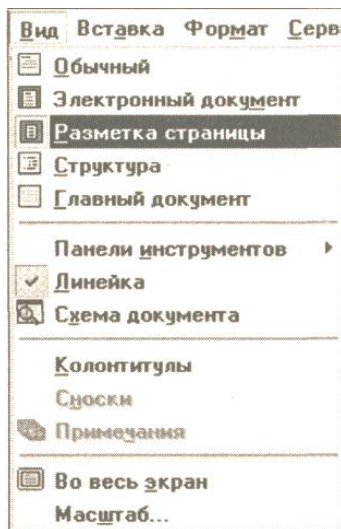 Вид Вставка Формат Серв
Обычный
Электронный документ
Разметка страницы
Структура
Главный документ
Панели инструментов
Линейка
Схема документа
Колонтитулы
Сноски
Примечания
Во весь экран
Масштаб...